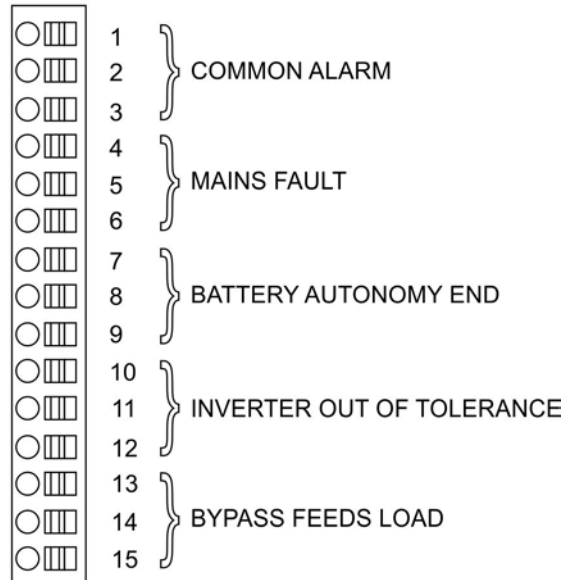 1
2 COMMON ALARM
3
4
5 MAINS FAULT
6
7
8 BATTERY AUTONOMY END
9
10
11 INVERTER OUT OF TOLERANCE
12
13
14 BYPASS FEEDS LOAD
15